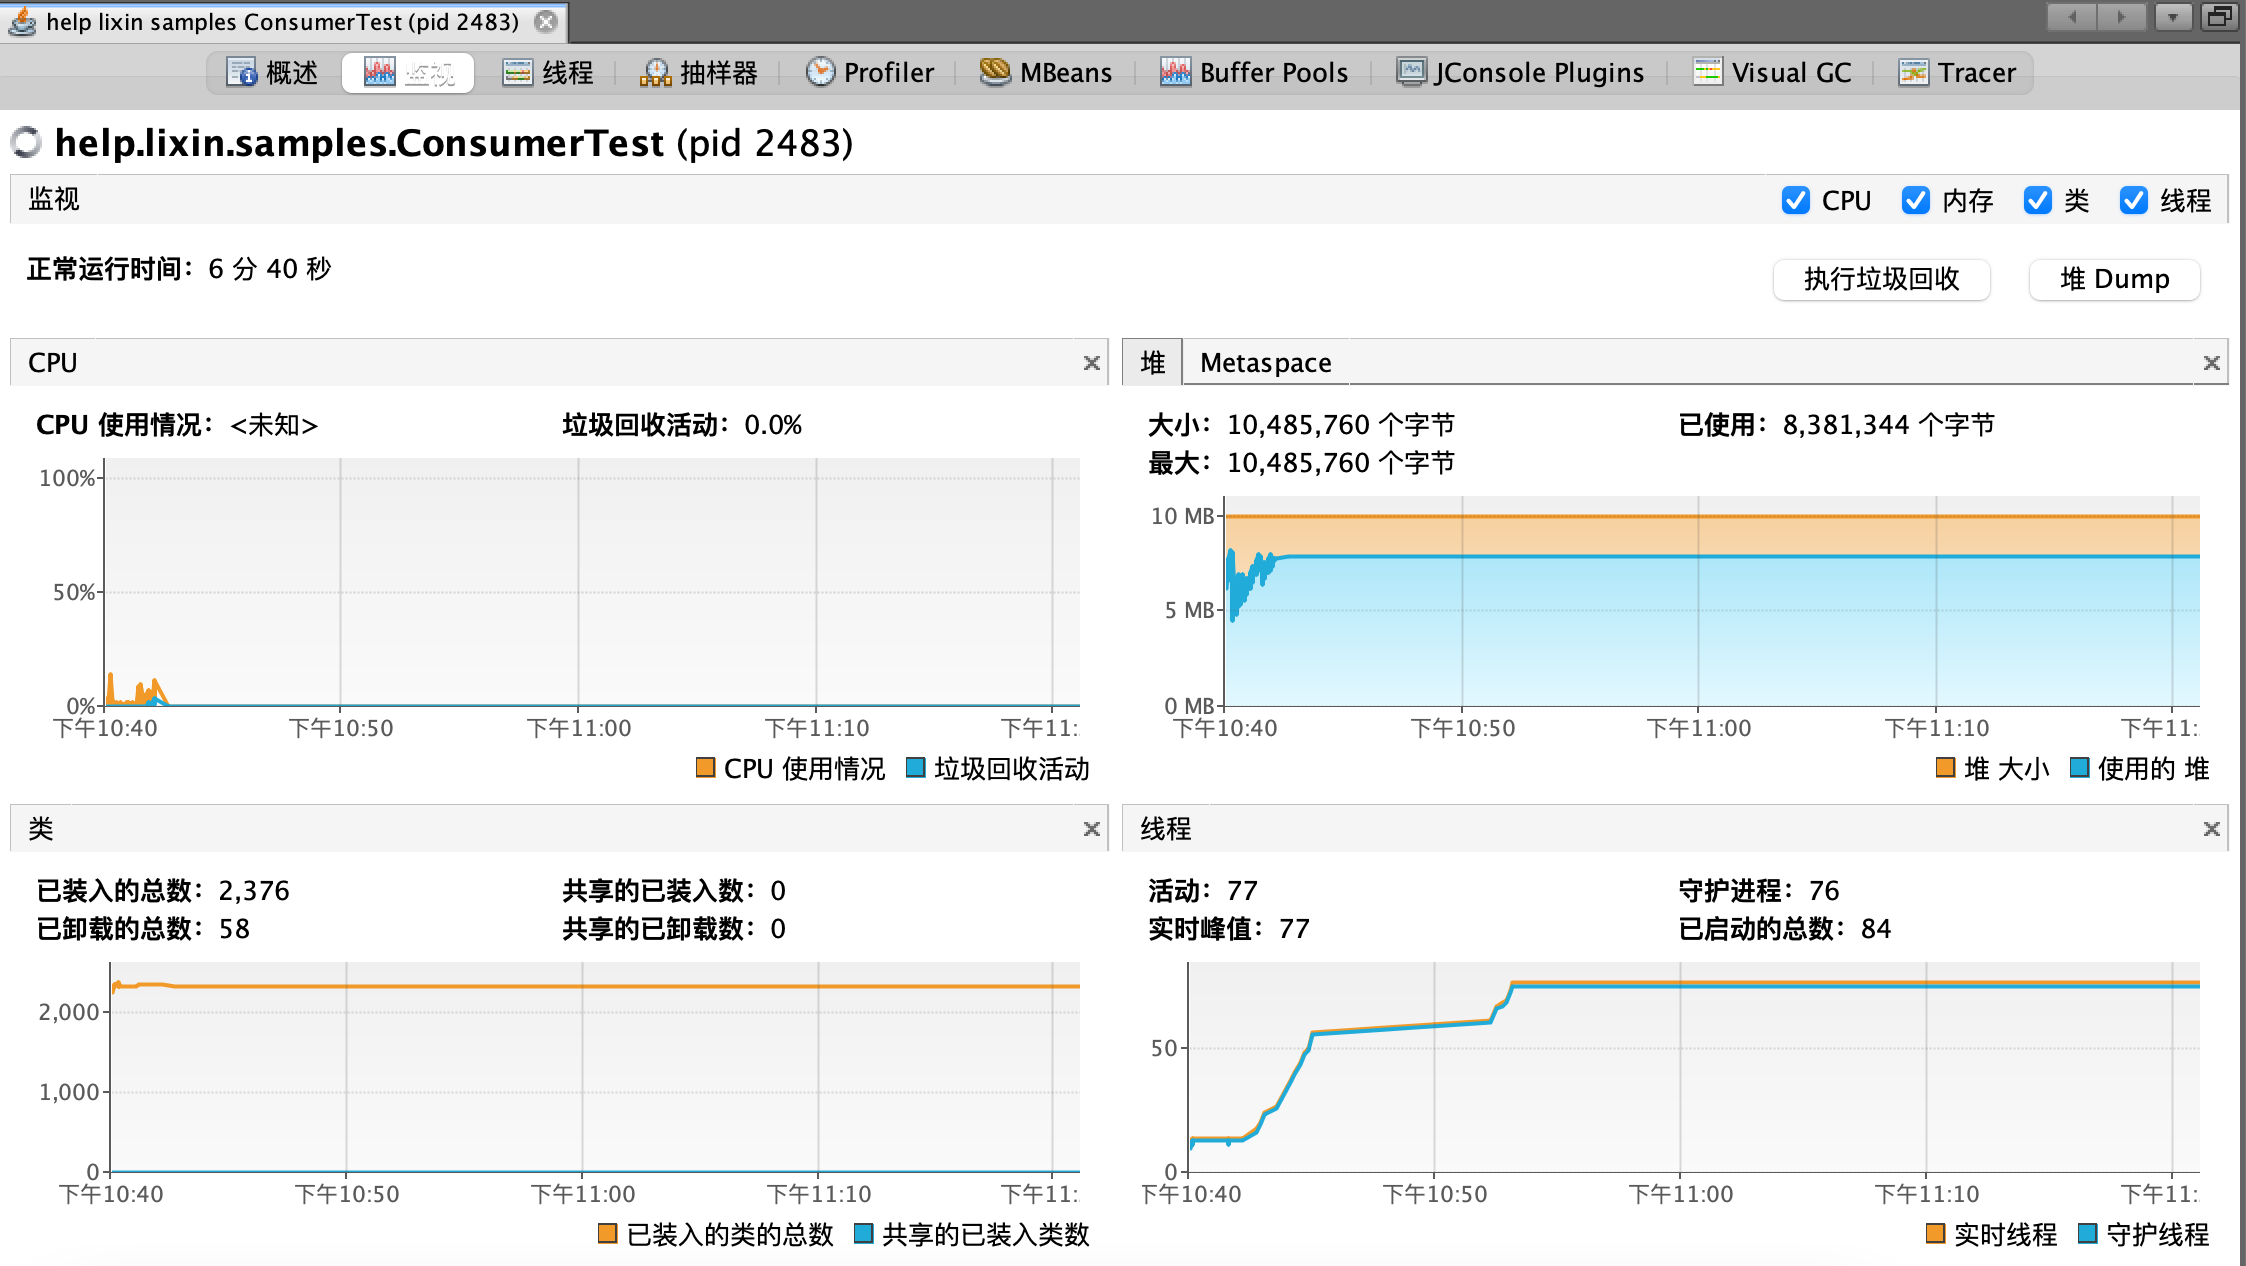 help lixin samples ConsumerTest (pid 2483)
概述 监视 线程 抽样器 Profiler MBeans Buffer Pools JConsole Plugins Visual GC Tracer
help.lixin.samples.ConsumerTest (pid 2483)
监视 CPU 内存 类 线程
正常运行时间：6 分 40 秒
执行垃圾回收 堆 Dump
CPU
CPU 使用情况：<未知> 垃圾回收活动：0.0%
100%
50%
0%
下午10:40 下午10:50 下午11:00 下午11:10 下午11:
CPU 使用情况 垃圾回收活动
堆 Metaspace
大小：10,485,760 个字节 已使用：8,381,344 个字节
最大：10,485,760 个字节
10 MB
5 MB
0 MB
下午10:40 下午10:50 下午11:00 下午11:10 下午11:
堆 大小 使用的 堆
类
已装入的总数：2,376 共享的已装入数：0
已卸载的总数：58 共享的已卸载数：0
2,000
1,000
0
下午10:40 下午10:50 下午11:00 下午11:10 下午11:
已装入的类的总数 共享的已装入类数
线程
活动：77 守护进程：76
实时峰值：77 已启动的总数：84
50
0
下午10:40 下午10:50 下午11:00 下午11:10 下午11:
实时线程 守护线程